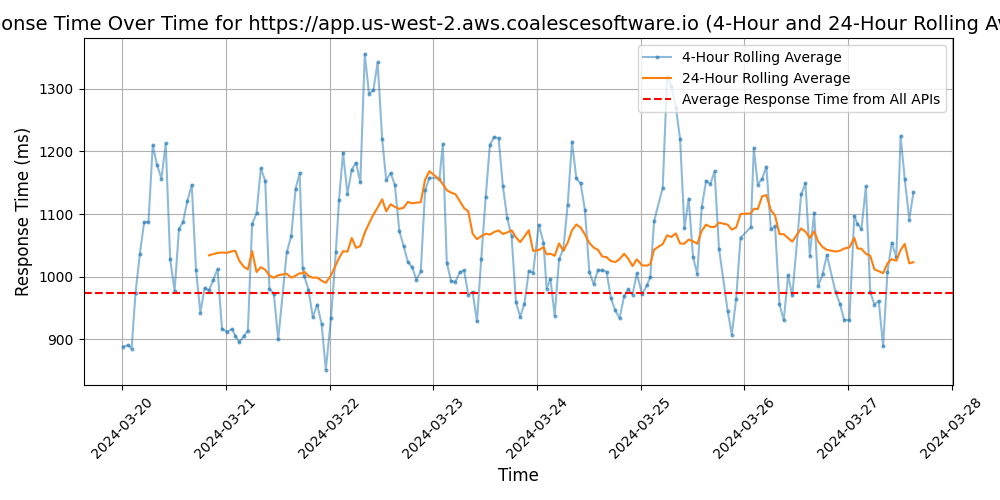 onse Time Over Time for https://app.us-west-2.aws.coalescesoftware.io (4-Hour and 24-Hour Rolling Av
4-Hour Rolling Average
24-Hour Rolling Average
Average Response Time from All APIs
Response Time (ms)
1300
1200
1100
1000
900
2024-03-20
2024-03-21
2024-03-22
2024-03-23
2024-03-24
2024-03-25
2024-03-26
2024-03-27
2024-03-28
Time